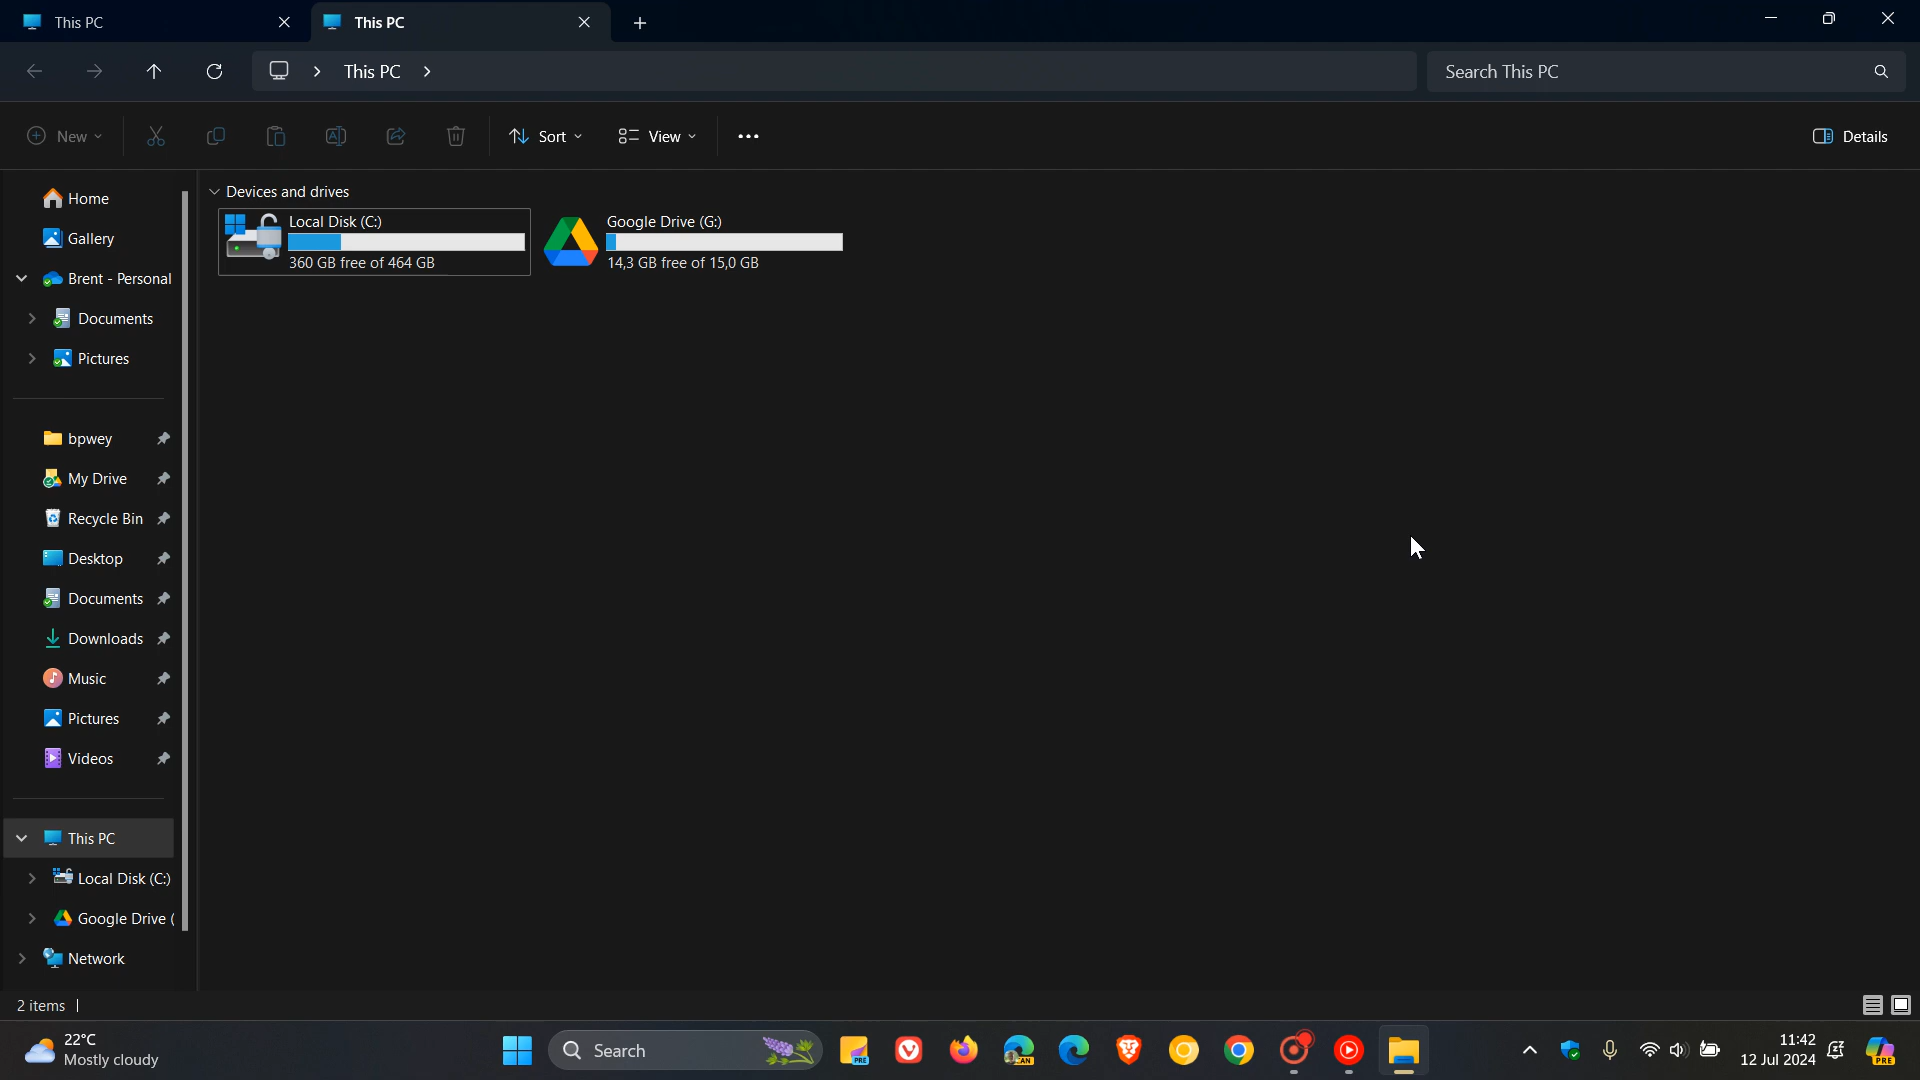 This PC
This PC
This PC
Search This PC
New
Sort
View
Details
Home
Gallery
Brent - Personal
Documents
Pictures
bpwey
My Drive
Recycle Bin
Desktop
Documents
Downloads
Music
Pictures
Videos
This PC
Local Disk (C:)
Google Drive (
Network
Devices and drives
Local Disk (C:)
360 GB free of 464 GB
Google Drive (G:)
14,3 GB free of 15,0 GB
2 items
22°C
Mostly cloudy
Search
PRE
CAN
11:42
12 Jul 2024
PRE